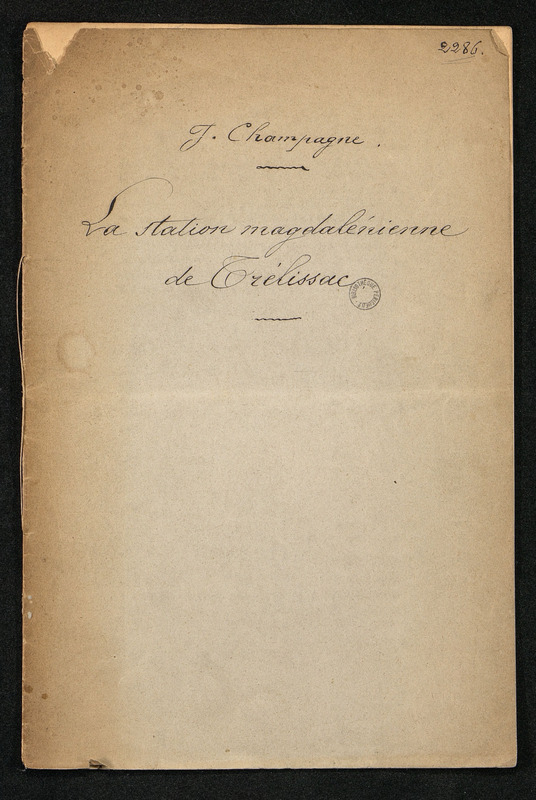 2286.
J. Champagne.
La station magdalénienne
de Trélissac